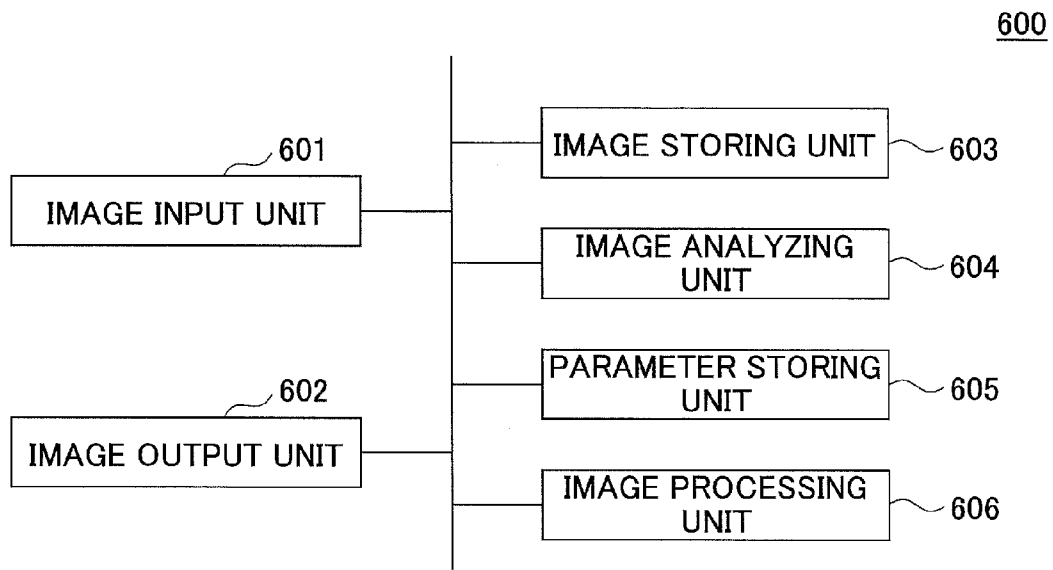 600
601
IMAGE INPUT UNIT
602
IMAGE OUTPUT UNIT
IMAGE STORING UNIT
603
IMAGE ANALYZING
UNIT
604
PARAMETER STORING
UNIT
605
IMAGE PROCESSING
UNIT
606